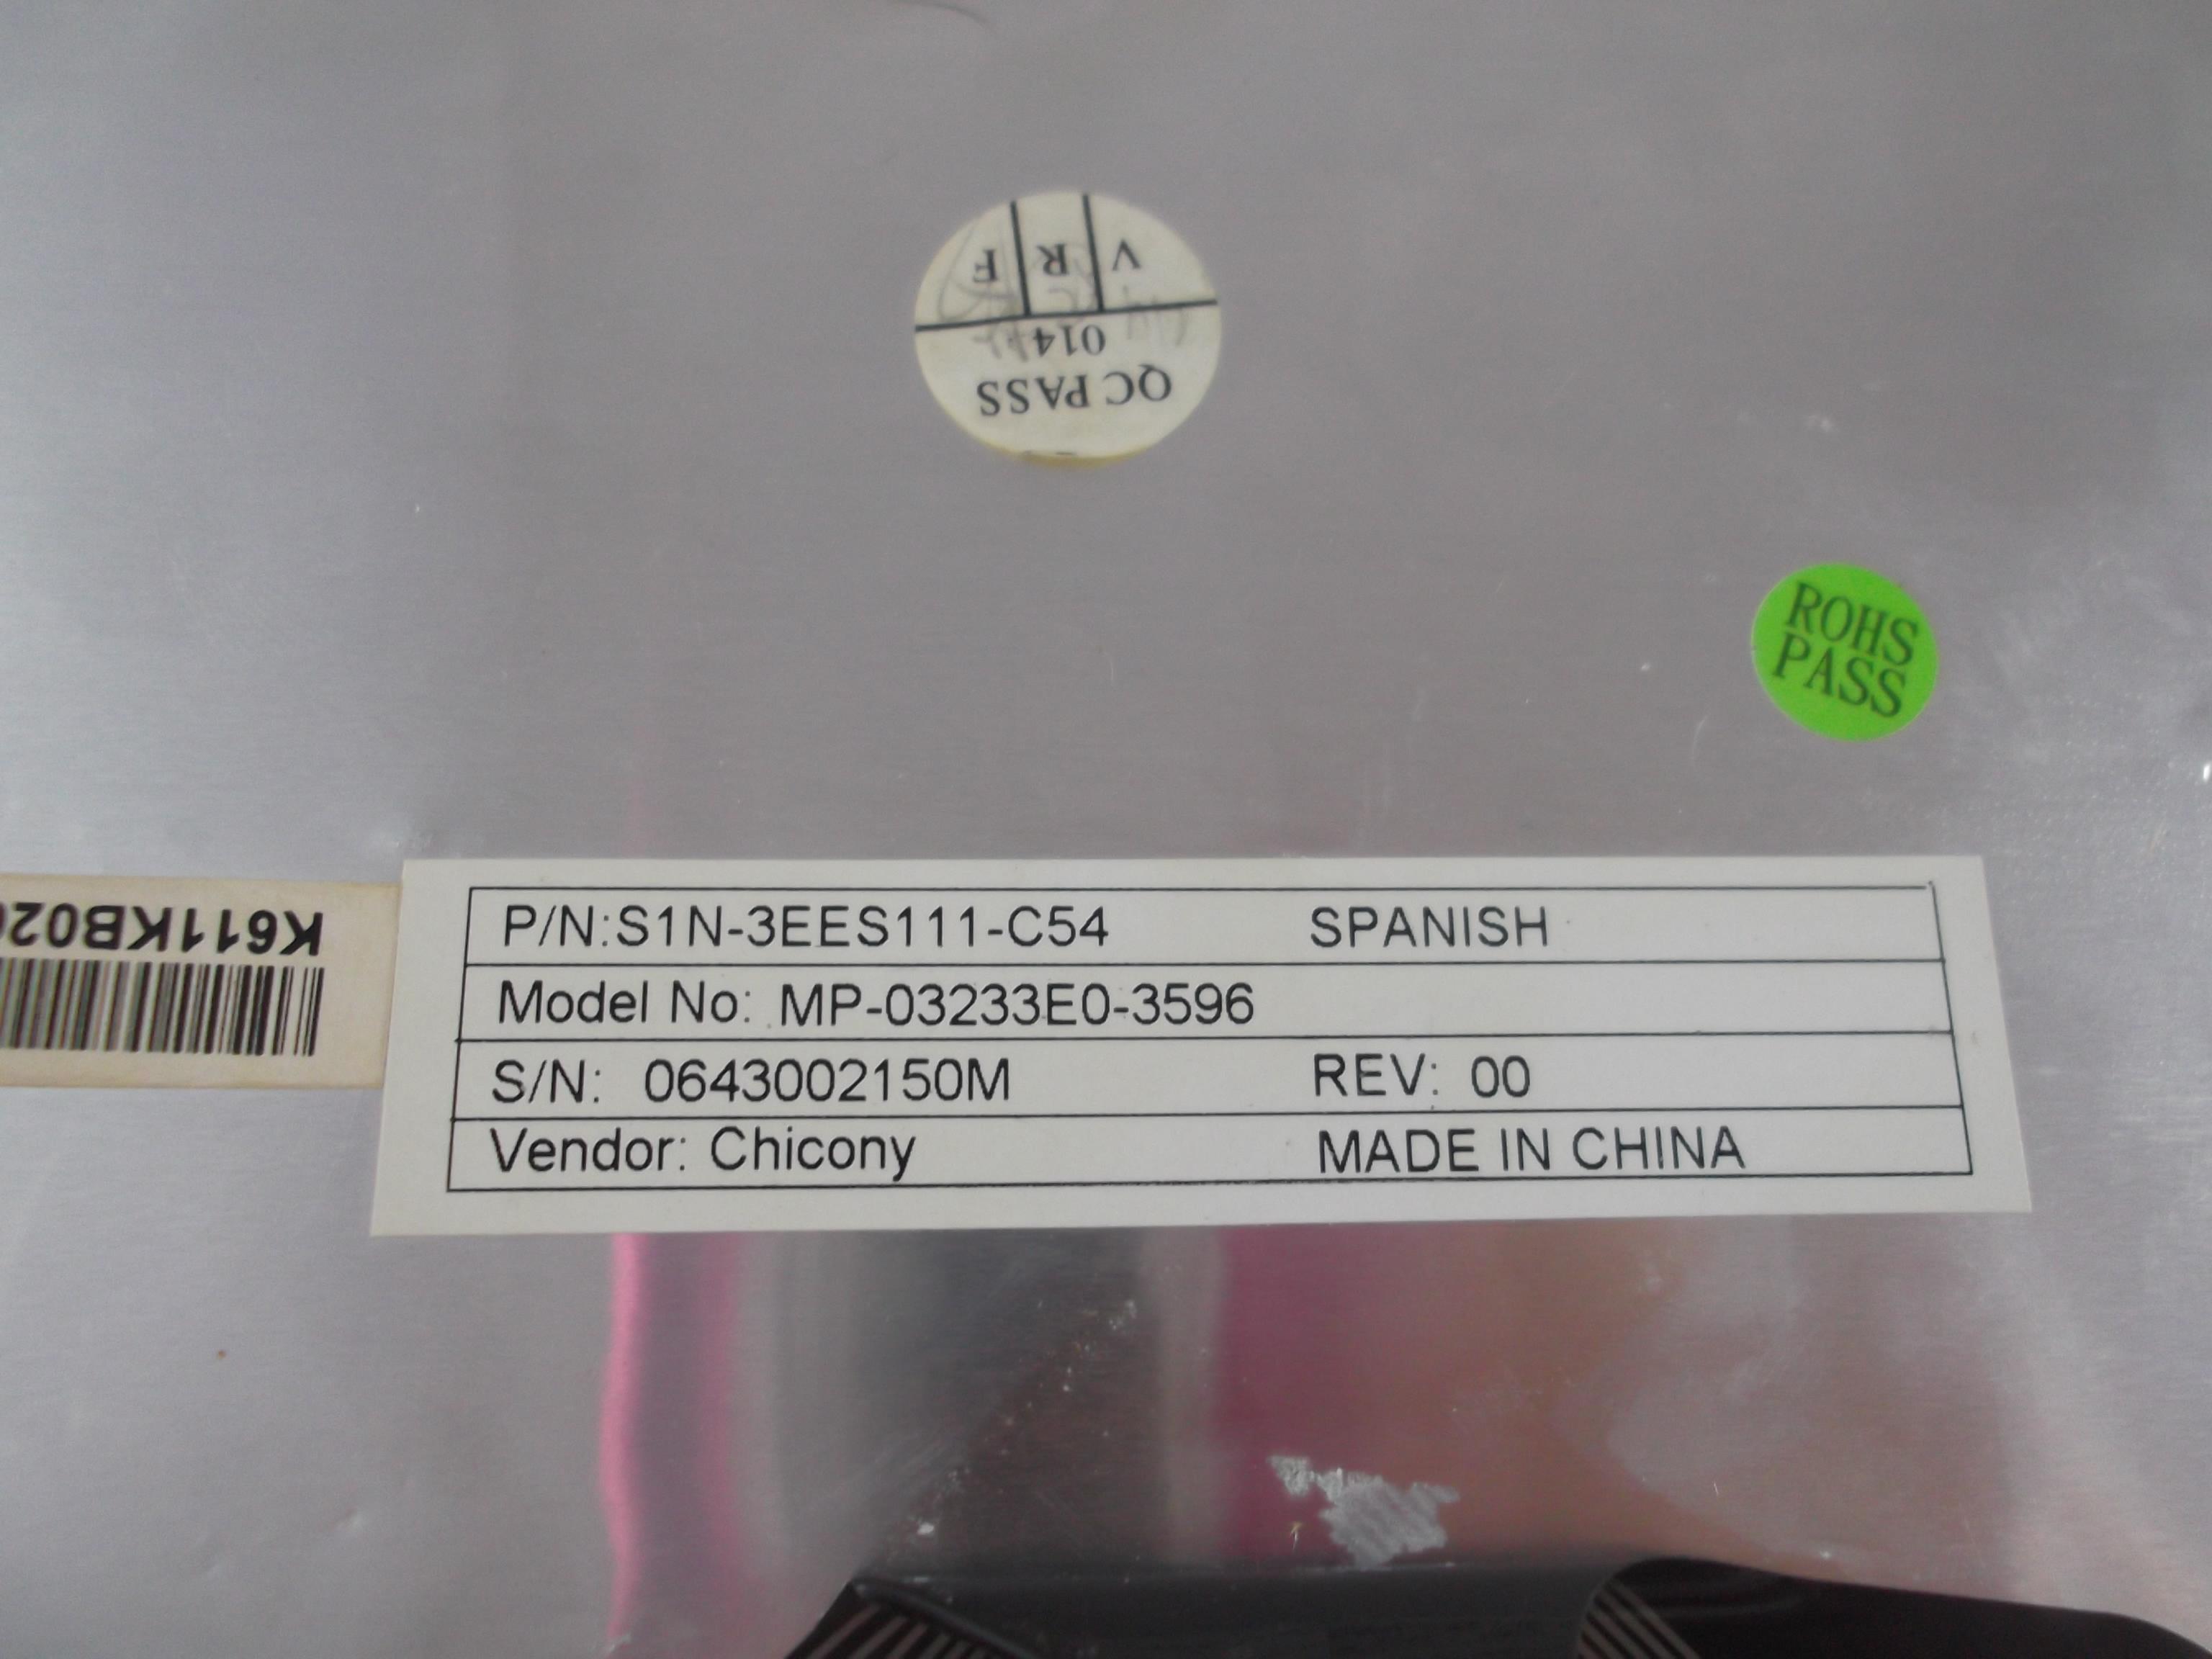 V R F
014
QC PASS
ROHS
PASS
K611KB02
P/N:S1N-3EES111-C54 SPANISH
Model No: MP-03233E0-3596
S/N: 0643002150M REV: 00
Vendor: Chicony MADE IN CHINA